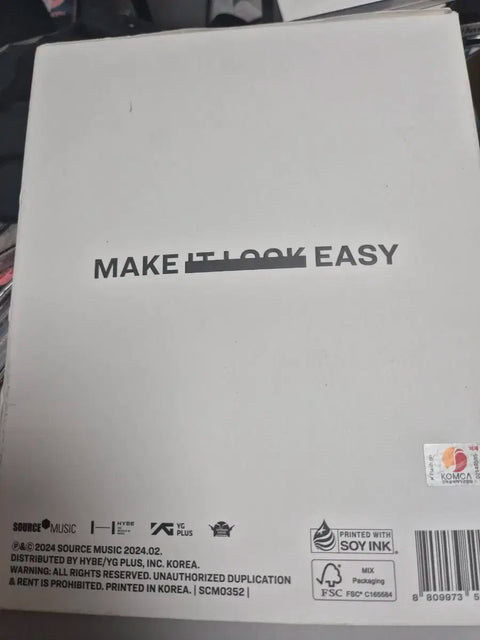 MAKE IT LOOK EASY
KOMCA
SOURCE MUSIC
HYBE
YG PLUS
PRINTED WITH
SOY INK
℗&©2024 SOURCE MUSIC 2024.02.
DISTRIBUTED BY HYBE/YG PLUS, INC. KOREA.
WARNING: ALL RIGHTS RESERVED. UNAUTHORIZED DUPLICATION
& RENT IS PROHIBITED. PRINTED IN KOREA. | SCM0352 |
MIX
Packaging
FSC
FSC® C165584
8 809973 5